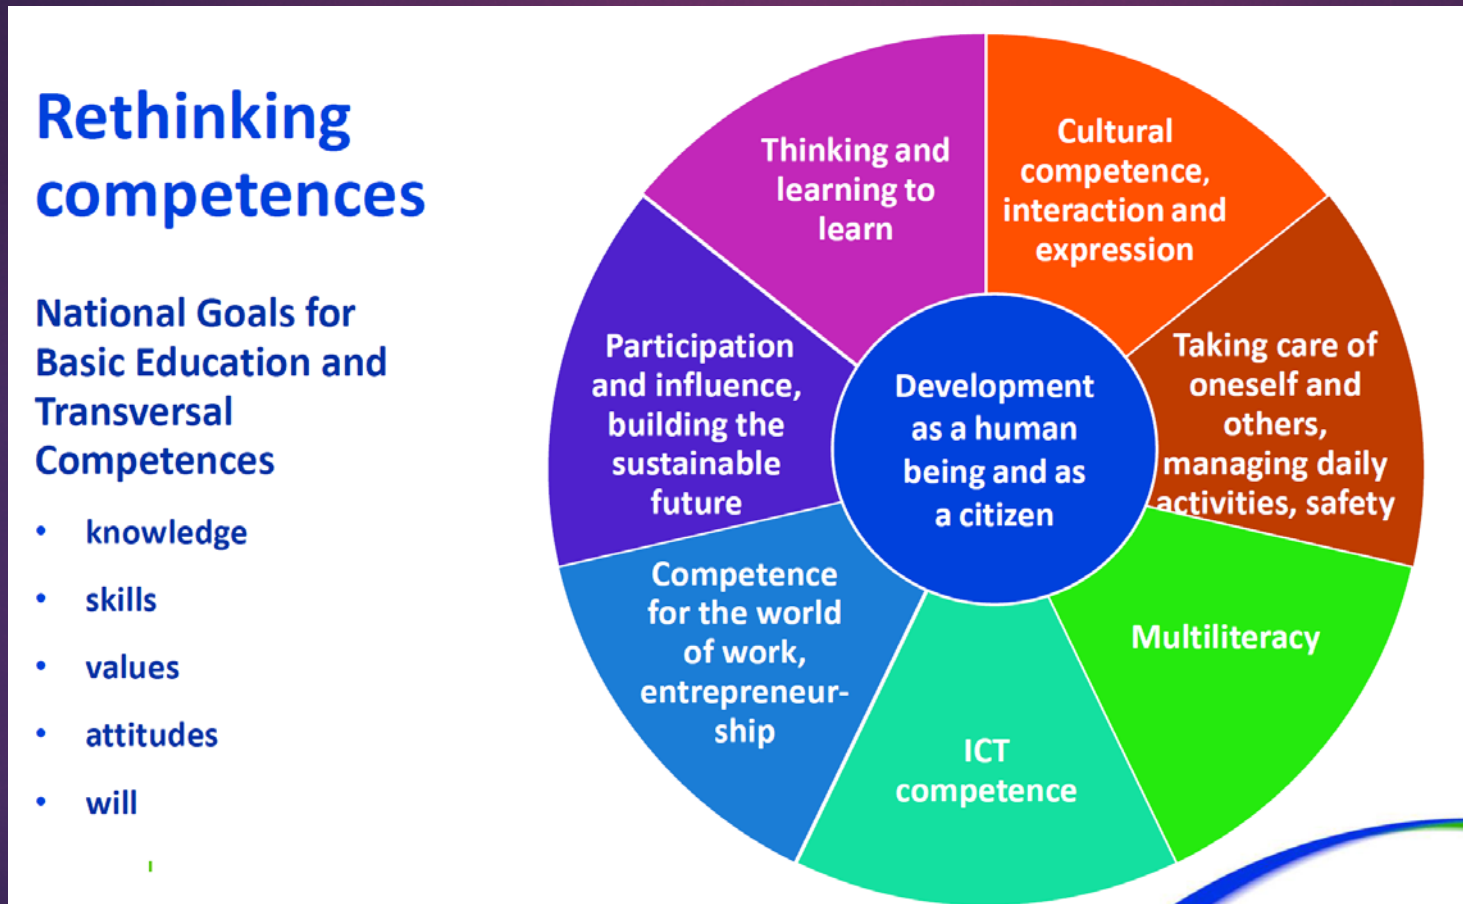 Rethinking
competences
National Goals for
Basic Education and
Transversal
Competences
• knowledge
• skills
• values
• attitudes
• will
Thinking and
learning to
learn
Cultural
competence,
interaction and
expression
Taking care of
oneself and
others,
managing daily
activities, safety
Multiliteracy
ICT
competence
Competence
for the world
of work,
entrepreneur-
ship
Participation
and influence,
building the
sustainable
future
Development
as a human
being and as
a citizen